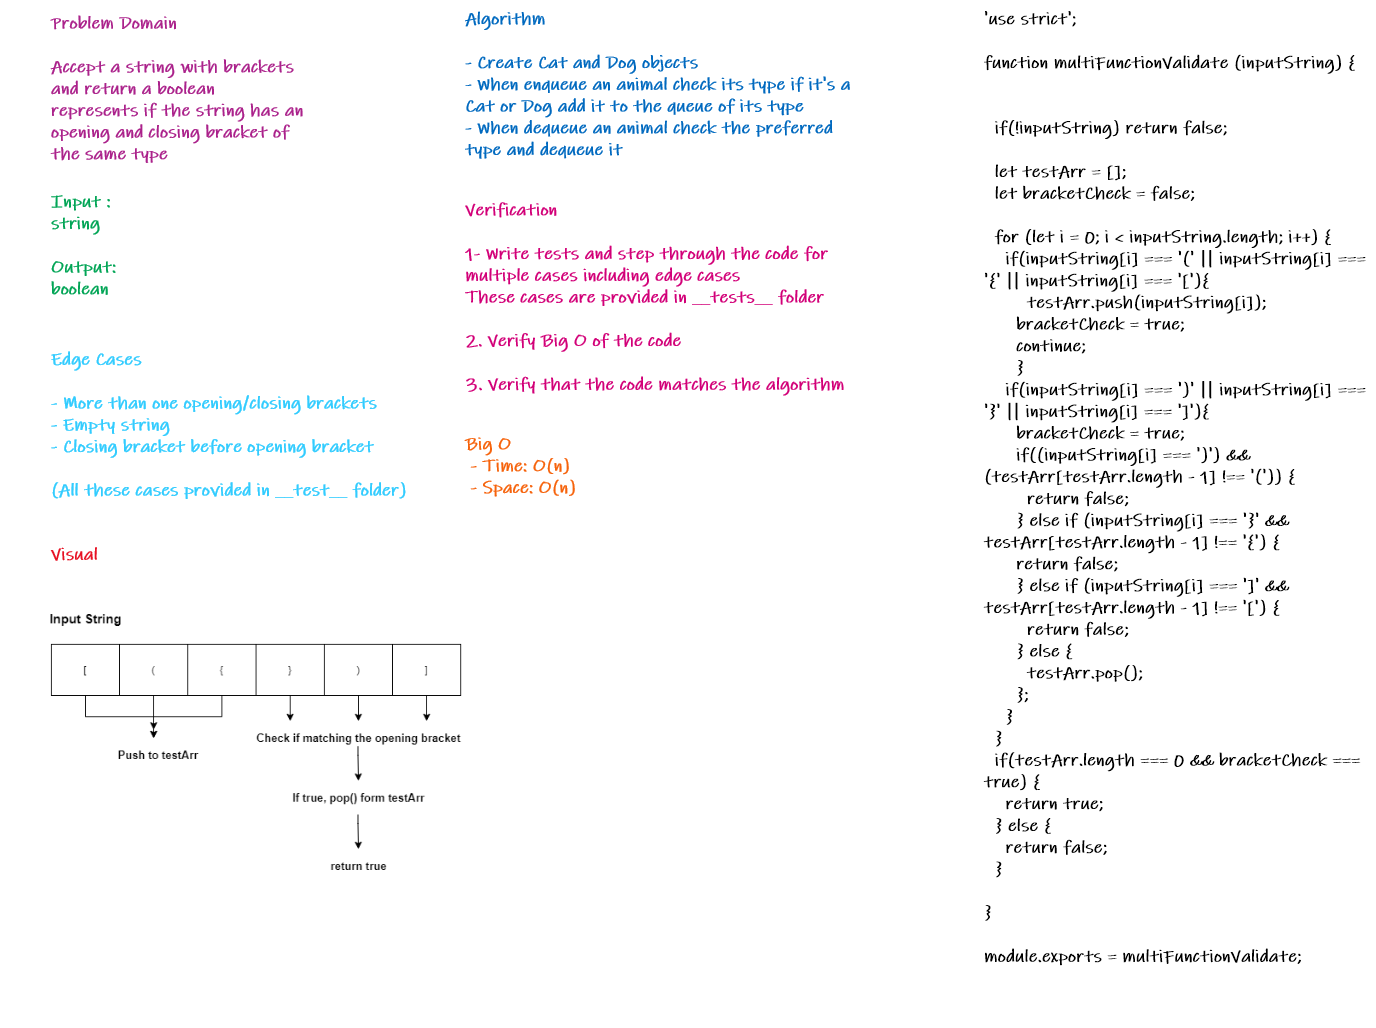 Problem Domain
Accept a string with brackets
and return a boolean
represents if the string has an
opening and closing bracket of
the same type
Input :
string
Output:
boolean
Edge Cases
- More than one opening/closing brackets
- Empty string
- Closing bracket before opening bracket
(All these cases provided in __test__ folder)
Visual
Input String
[ ( { } ) ]
Push to testArr
Check if matching the opening bracket
If true, pop() form testArr
return true
Algorithm
- Create Cat and Dog objects
- When enqueue an animal check its type if it's a
Cat or Dog add it to the queue of its type
- When dequeue an animal check the preferred
type and dequeue it
Verification
1- Write tests and step through the code for
multiple cases including edge cases
These cases are provided in __tests__ folder
2. Verify Big O of the code
3. Verify that the code matches the algorithm
Big O
- Time: O(n)
- Space: O(n)
'use strict';
function multiFunctionValidate (inputString) {
if(!inputString) return false;
let testArr = [];
let bracketCheck = false;
for (let i = 0; i < inputString.length; i++) {
if(inputString[i] === '(' || inputString[i] ===
'{' || inputString[i] === '['){
testArr.push(inputString[i]);
bracketCheck = true;
continue;
}
if(inputString[i] === ')' || inputString[i] ===
'}' || inputString[i] === ']'){
bracketCheck = true;
if((inputString[i] === ')') &&
(testArr[testArr.length - 1] !== '(')) {
return false;
} else if (inputString[i] === '}' &&
testArr[testArr.length - 1] !== '{') {
return false;
} else if (inputString[i] === ']' &&
testArr[testArr.length - 1] !== '[') {
return false;
} else {
testArr.pop();
};
}
}
if(testArr.length === 0 && bracketCheck ===
true) {
return true;
} else {
return false;
}
}
module.exports = multiFunctionValidate;